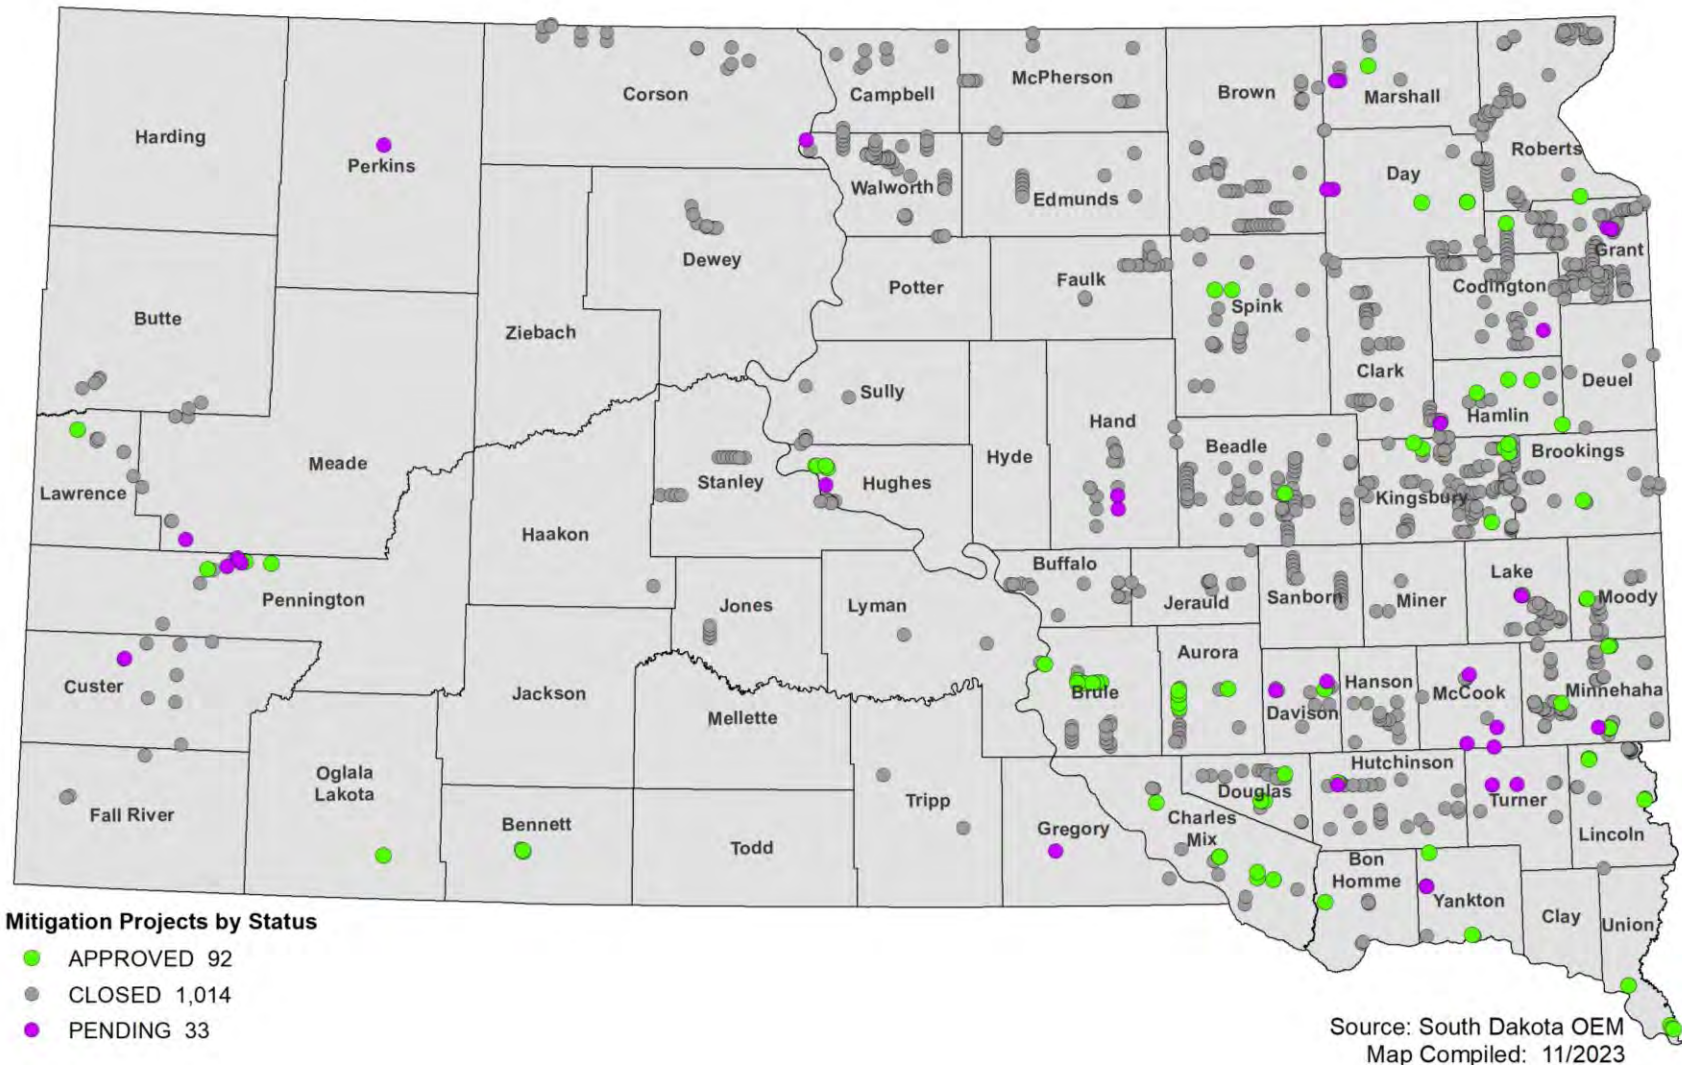 Harding
Perkins
Corson
Campbell
McPherson
Brown
Marshall
Roberts
Day
Walworth
Edmunds
Dewey
Potter
Faulk
Spink
Grant
Codington
Butte
Ziebach
Sully
Hand
Hyde
Clark
Hamlin
Deuel
Meade
Lawrence
Stanley
Hughes
Beadle
Kingsbury
Brookings
Haakon
Pennington
Jones
Lyman
Buffalo
Jerauld
Sanborn
Miner
Lake
Moody
Custer
Jackson
Mellette
Brule
Aurora
Davison
Hanson
McCook
Minnehaha
Fall River
Oglala
Lakota
Bennett
Todd
Tripp
Gregory
Charles
Mix
Douglas
Hutchinson
Turner
Lincoln
Bon
Homme
Yankton
Clay
Union
Mitigation Projects by Status
APPROVED 92
CLOSED 1,014
PENDING 33
Source: South Dakota OEM
Map Compiled: 11/2023